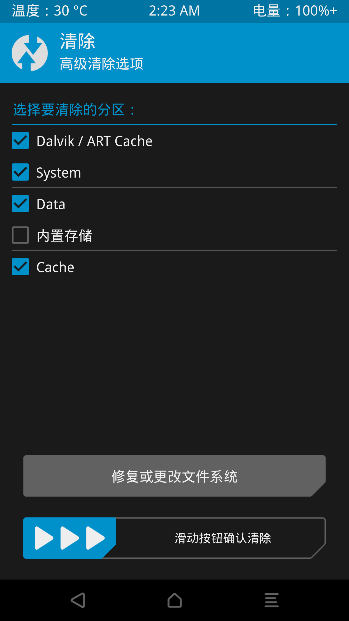 温度：30 °C 2:23 AM 电量：100%+
清除
高级清除选项
选择要清除的分区：
Dalvik / ART Cache
System
Data
内置存储
Cache
修复或更改文件系统
滑动按钮确认清除